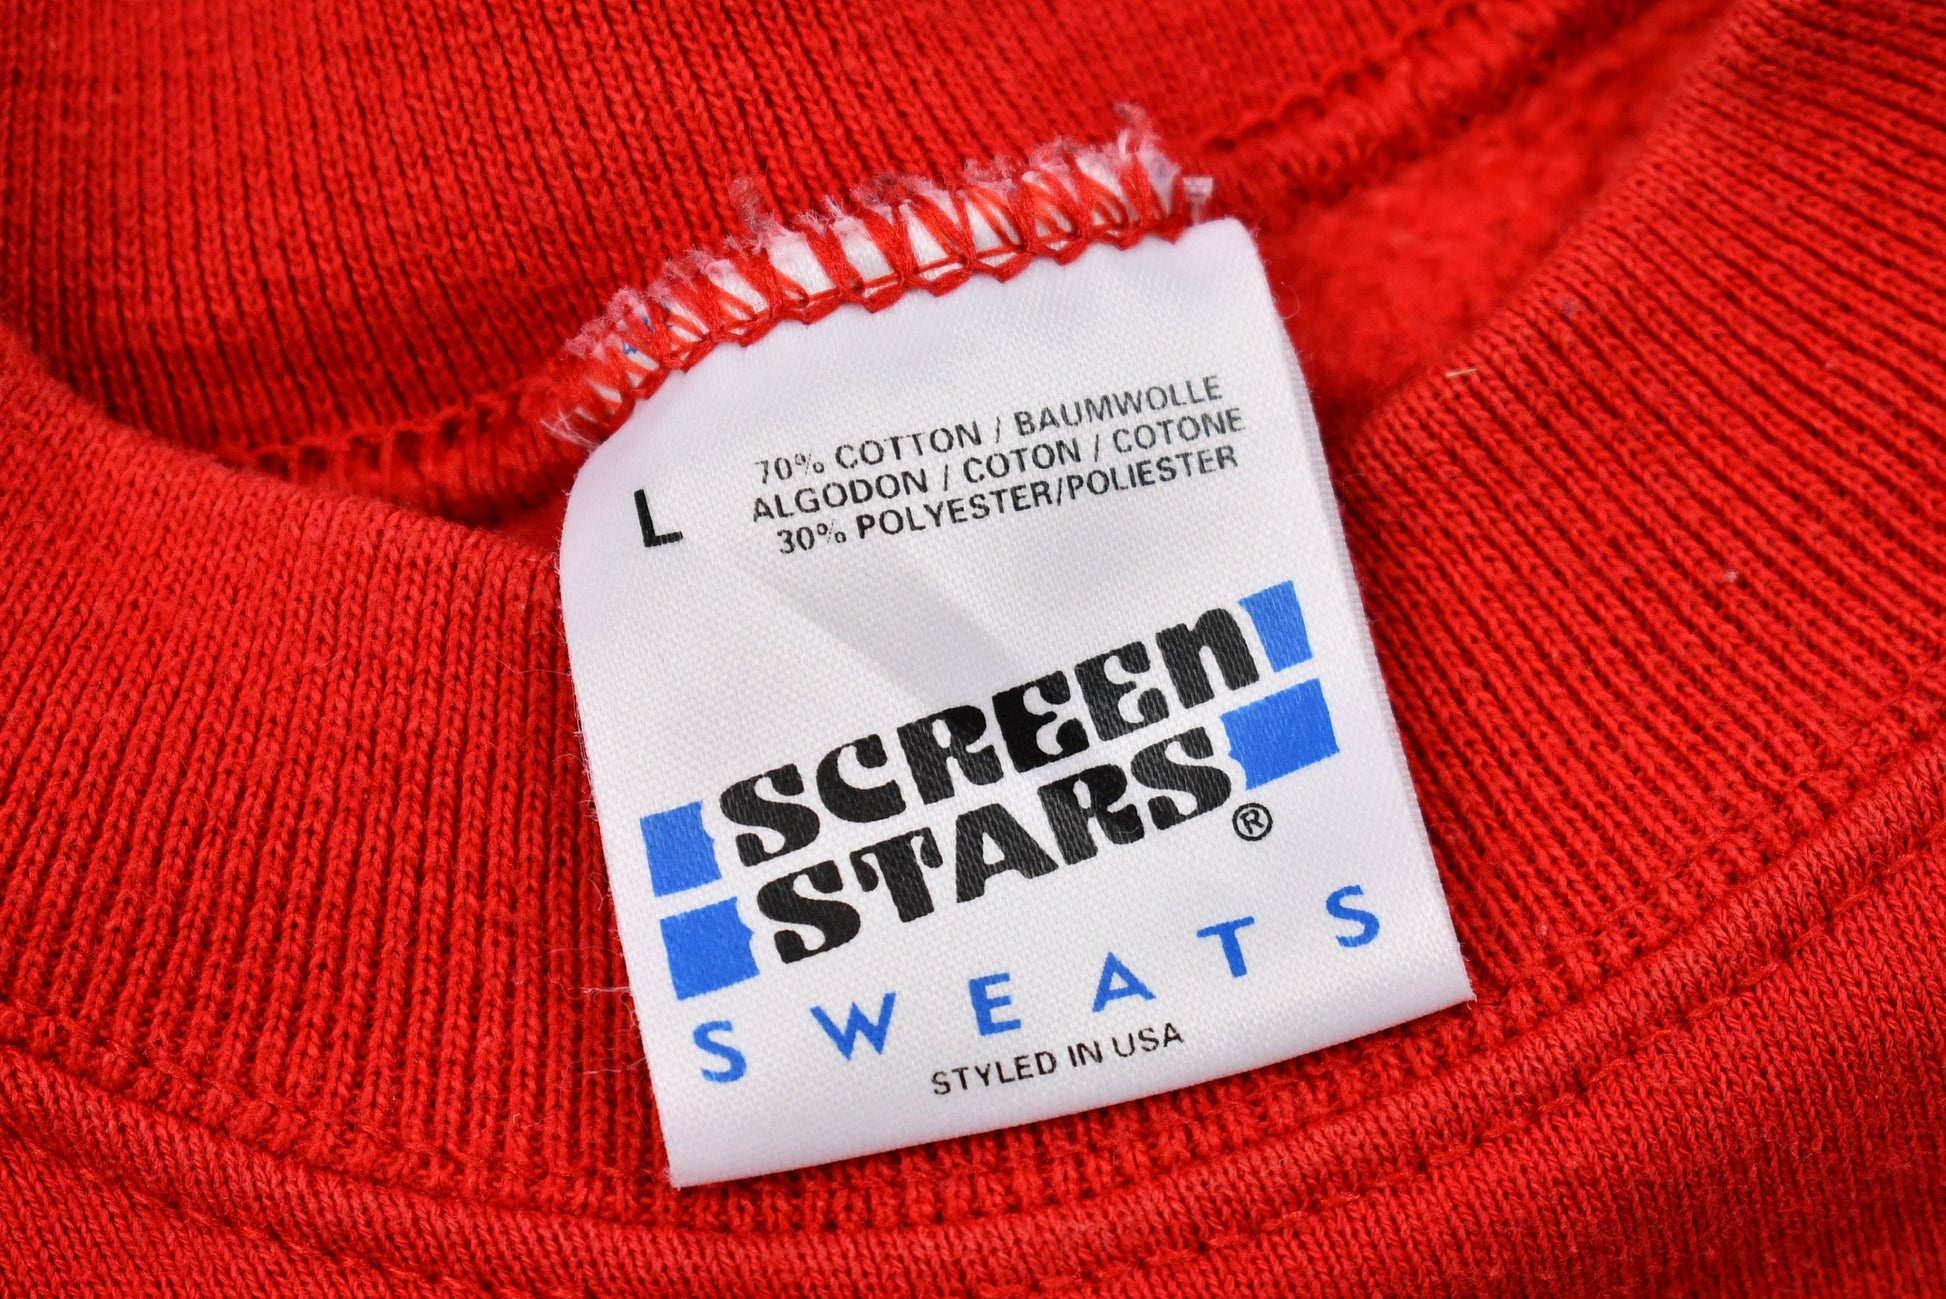 L
70% COTTON / BAUMWOLLE
ALGODON / COTON / COTONE
30% POLYESTER/POLIESTER
SCREEN
STARS®
SWEATS
STYLED IN USA